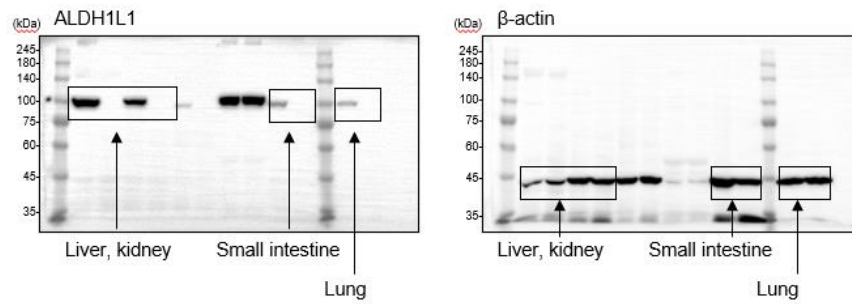 (kDa) ALDH1L1
245-
180-
140-
100-
75-
60-
45-
35-
Liver, kidney
Small intestine
Lung
(kDa) β-actin
245-
180-
140-
100-
75-
60-
45-
35-
Liver, kidney
Small intestine
Lung